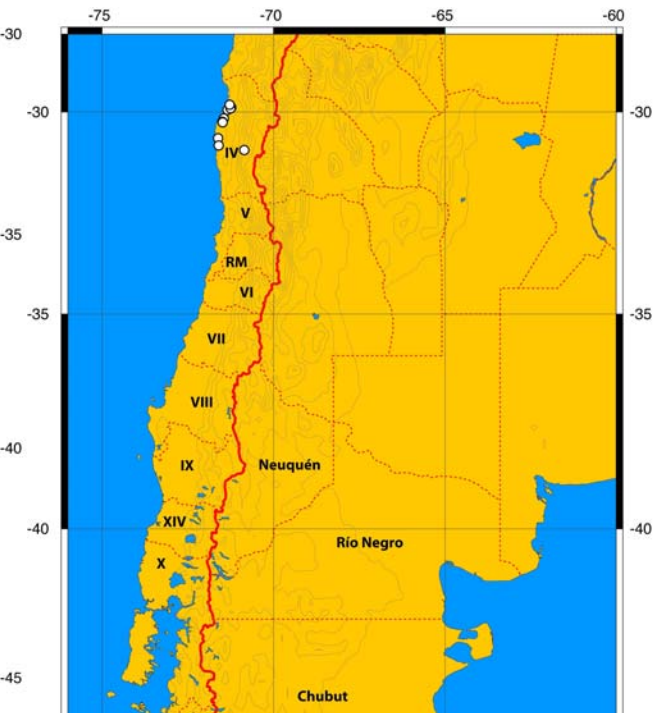 -75 -70 -65 -60
-30
-30 -30
IV
V
-35
RM
VI
-35 -35
VII
VIII
-40
IX Neuquén
XIV
-40 -40
Río Negro
X
-45
Chubut